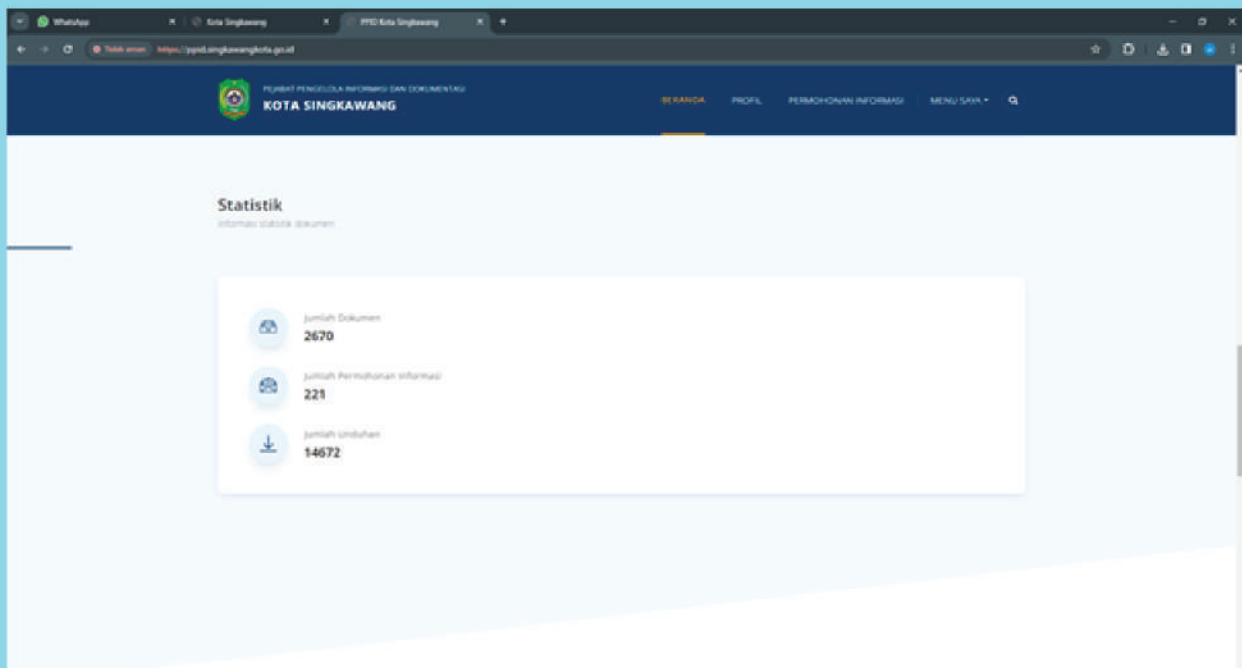 WhatsApp
Kota Singkawang
PPID Kota Singkawang
Tidak aman https://ppid.singkawangkota.go.id
PEJABAT PENGELOLA INFORMASI DAN DOKUMENTASI
KOTA SINGKAWANG
BERANDA PROFIL PERMOHONAN INFORMASI MENU SAYA
Statistik
informasi statistik dokumen
Jumlah Dokumen
2670
Jumlah Permohonan Informasi
221
Jumlah Unduhan
14672